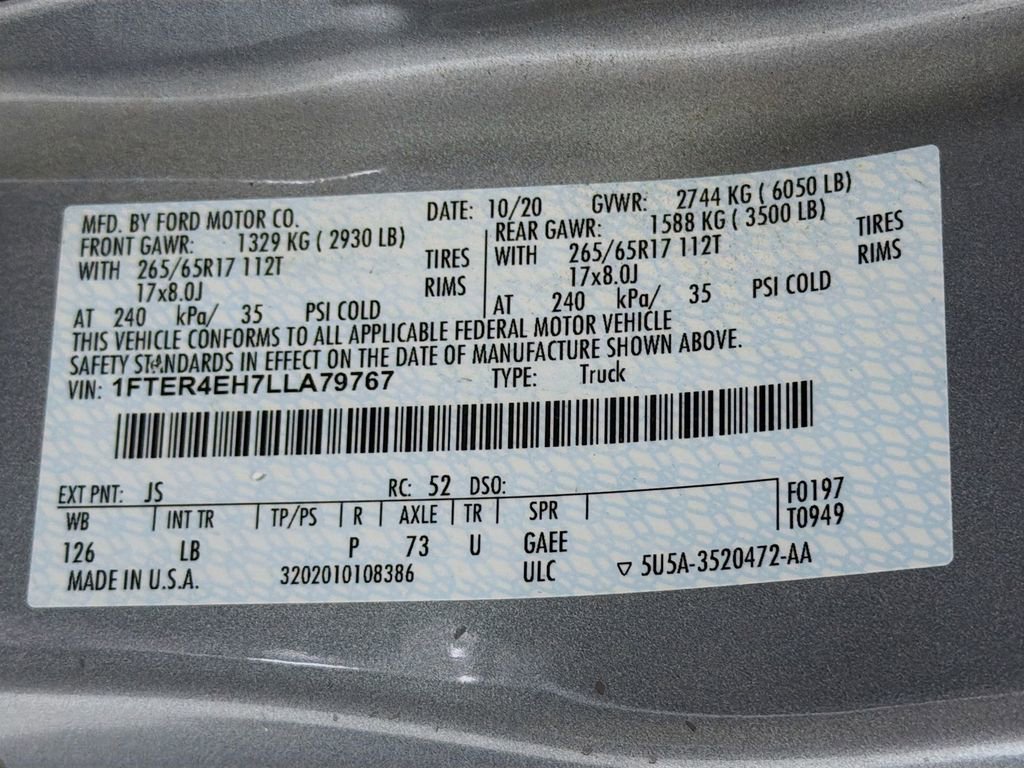 MFD. BY FORD MOTOR CO. DATE: 10/20 GVWR: 2744 KG ( 6050 LB)
FRONT GAWR: 1329 KG ( 2930 LB) REAR GAWR: 1588 KG ( 3500 LB)
WITH 265/65R17 112T TIRES WITH 265/65R17 112T TIRES
17x8.0J RIMS 17x8.0J RIMS
AT 240 kPa/ 35 PSI COLD AT 240 kPa/ 35 PSI COLD
THIS VEHICLE CONFORMS TO ALL APPLICABLE FEDERAL MOTOR VEHICLE
SAFETY STANDARDS IN EFFECT ON THE DATE OF MANUFACTURE SHOWN ABOVE.
VIN: 1FTER4EH7LLA79767 TYPE: Truck
EXT PNT: JS RC: 52 DSO: F0197
WB INT TR TP/PS R AXLE TR SPR T0949
126 LB P 73 U GAEE
MADE IN U.S.A. 3202010108386 ULC ▽ 5U5A-3520472-AA